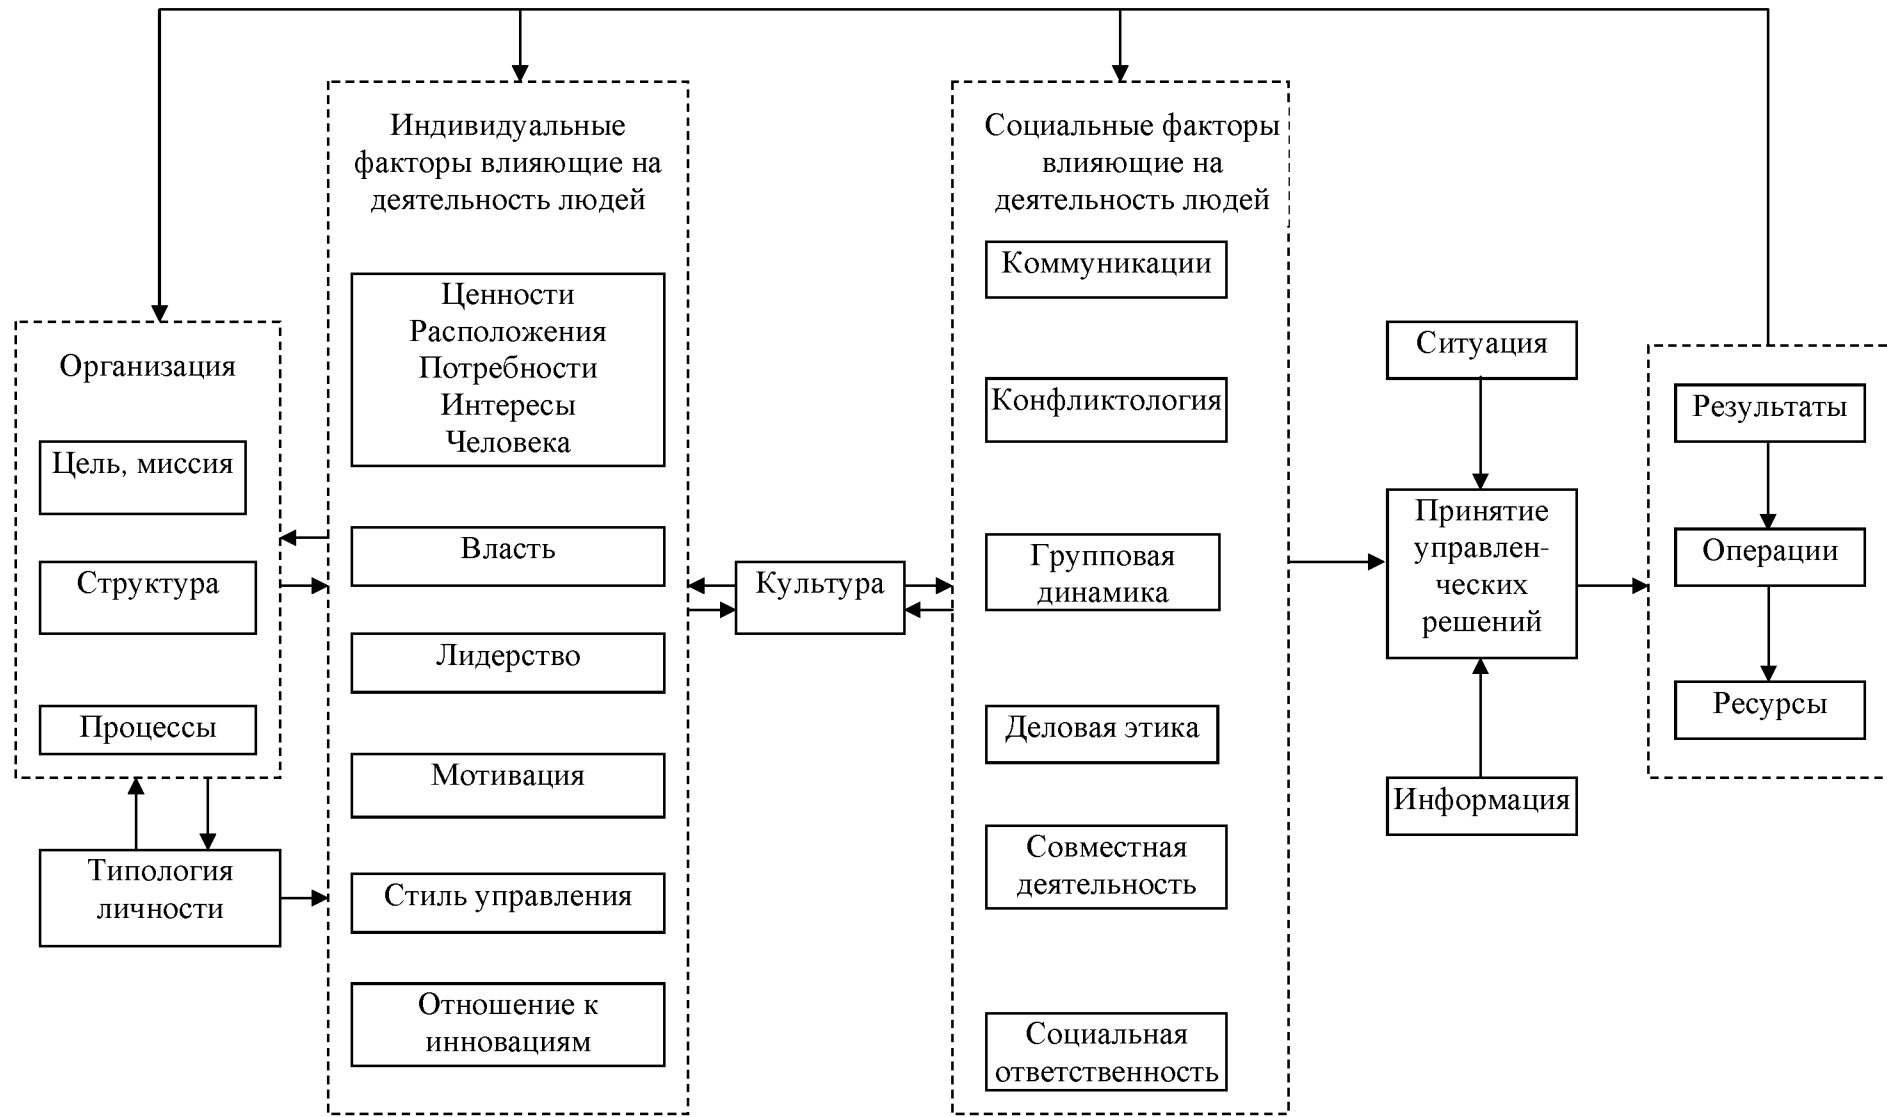 Организация
Цель, миссия
Структура
Процессы
Типология
личности
Индивидуальные
факторы влияющие на
деятельность людей
Ценности
Расположения
Потребности
Интересы
Человека
Власть
Лидерство
Мотивация
Стиль управления
Отношение к
инновациям
Культура
Социальные факторы
влияющие на
деятельность людей
Коммуникации
Конфликтология
Групповая
динамика
Деловая этика
Совместная
деятельность
Социальная
ответственность
Ситуация
Принятие
управлен-
ческих
решений
Информация
Результаты
Операции
Ресурсы